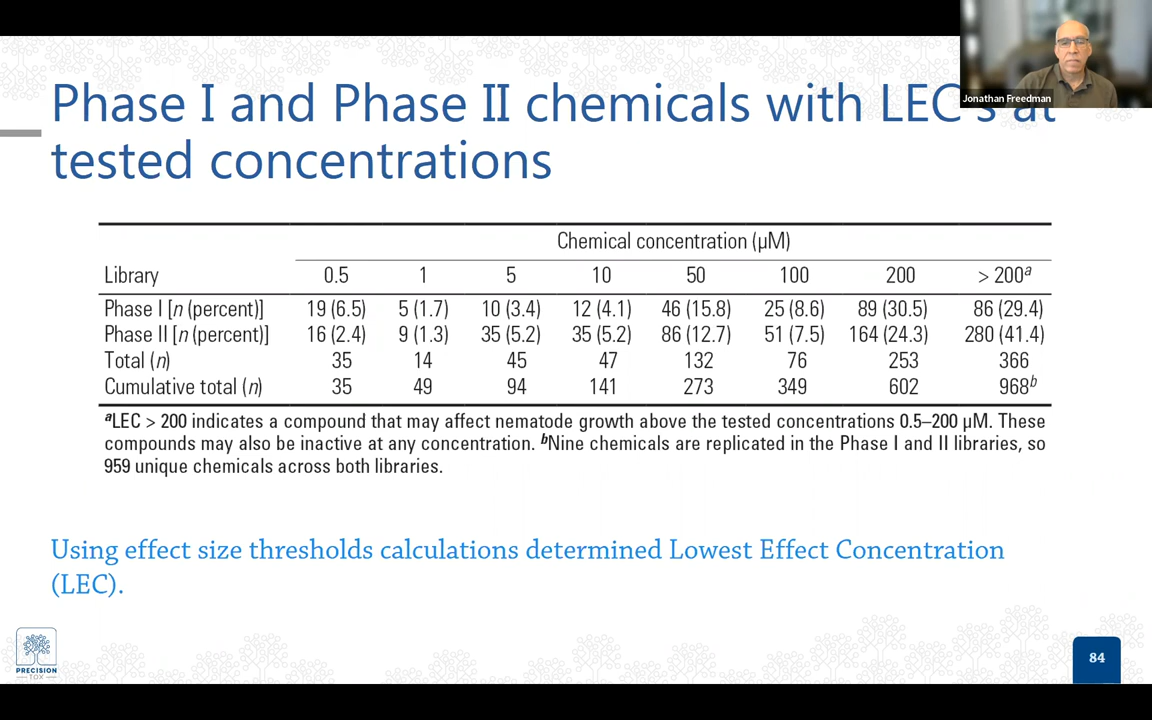 Phase I and Phase II chemicals with LEC's at
tested concentrations
Jonathan Freedman
Chemical concentration (µM)
Library 0.5 1 5 10 50 100 200 > 200a
Phase I [n (percent)] 19 (6.5) 5 (1.7) 10 (3.4) 12 (4.1) 46 (15.8) 25 (8.6) 89 (30.5) 86 (29.4)
Phase II [n (percent)] 16 (2.4) 9 (1.3) 35 (5.2) 35 (5.2) 86 (12.7) 51 (7.5) 164 (24.3) 280 (41.4)
Total (n) 35 14 45 47 132 76 253 366
Cumulative total (n) 35 49 94 141 273 349 602 968b
aLEC > 200 indicates a compound that may affect nematode growth above the tested concentrations 0.5–200 µM. These
compounds may also be inactive at any concentration. bNine chemicals are replicated in the Phase I and II libraries, so
959 unique chemicals across both libraries.
Using effect size thresholds calculations determined Lowest Effect Concentration
(LEC).
PRECISION
TOX
84